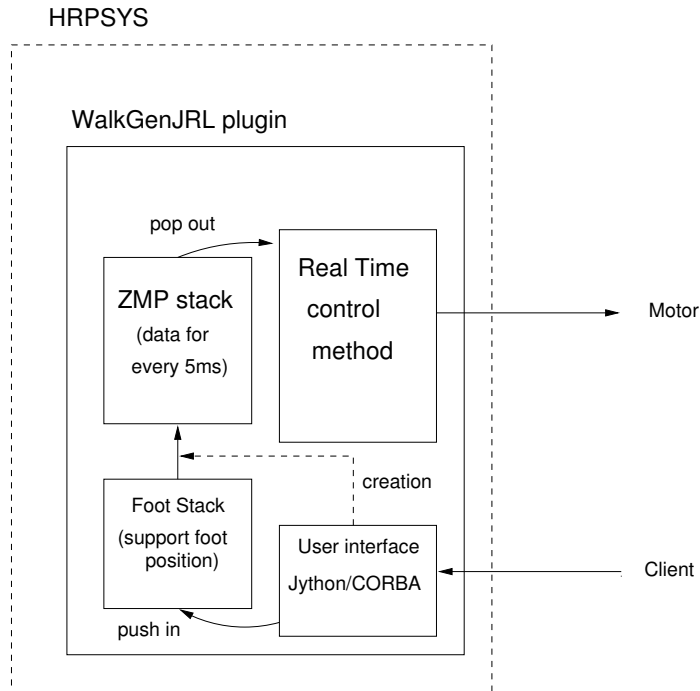 HRPSYS
WalkGenJRL plugin
pop out
ZMP stack
(data for
every 5ms)
Real Time
control
method
Motor
creation
Foot Stack
(support foot
position)
User interface
Jython/CORBA
Client
push in